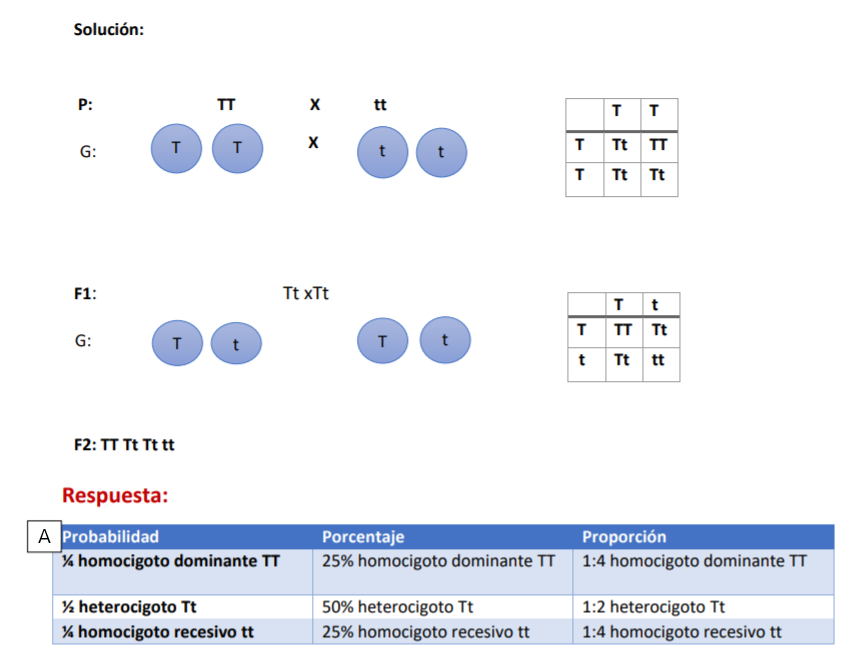 Solución:
P: TT X tt
G: T T X t t
T T
T Tt TT
T Tt Tt
F1: Tt xTt
G: T t T t
T t
T TT Tt
t Tt tt
F2: TT Tt Tt tt
Respuesta:
A
Probabilidad Porcentaje Proporción
¼ homocigoto dominante TT 25% homocigoto dominante TT 1:4 homocigoto dominante TT
½ heterocigoto Tt 50% heterocigoto Tt 1:2 heterocigoto Tt
¼ homocigoto recesivo tt 25% homocigoto recesivo tt 1:4 homocigoto recesivo tt